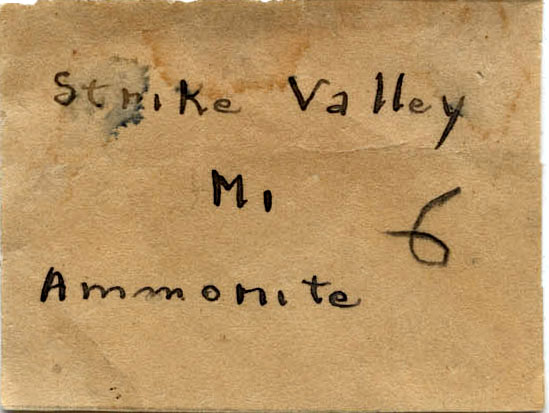 Strike Valley
M1
6
Ammonite